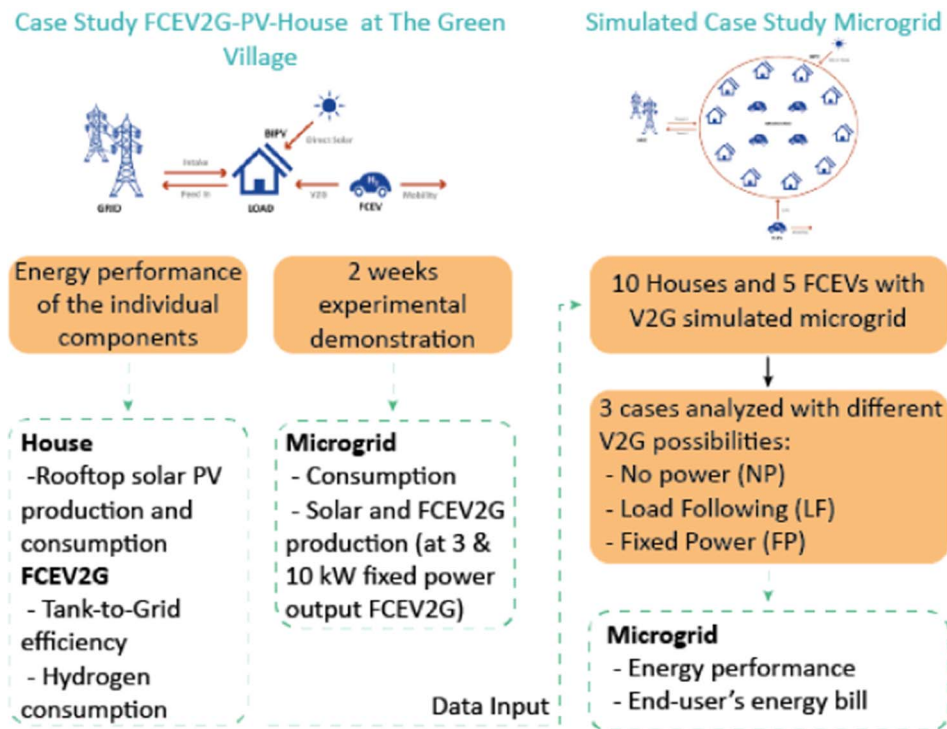 Case Study FCEV2G-PV-House at The Green
Village
BIPV
Direct Solar
Intake
Feed In
V2G
Mobility
GRID
LOAD
FCEV
H₂
Simulated Case Study Microgrid
Energy performance
of the individual
components
2 weeks
experimental
demonstration
House
-Rooftop solar PV
production and
consumption
FCEV2G
- Tank-to-Grid
efficiency
- Hydrogen
consumption
Microgrid
- Consumption
- Solar and FCEV2G
production (at 3 &
10 kW fixed power
output FCEV2G)
Data Input
10 Houses and 5 FCEVs with
V2G simulated microgrid
3 cases analyzed with different
V2G possibilities:
- No power (NP)
- Load Following (LF)
- Fixed Power (FP)
Microgrid
- Energy performance
- End-user's energy bill